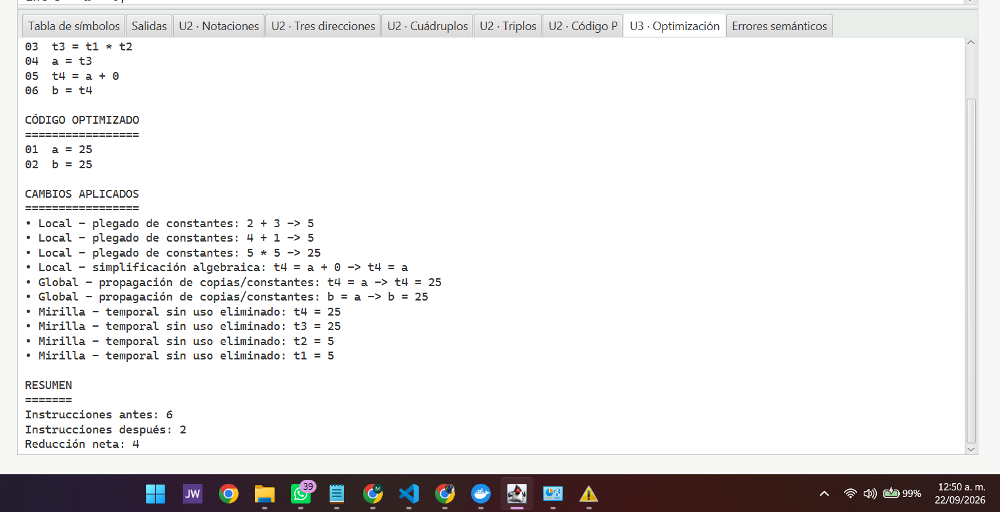 Tabla de símbolos Salidas U2 · Notaciones U2 · Tres direcciones U2 · Cuádruplos U2 · Triplos U2 · Código P U3 · Optimización Errores semánticos
03 t3 = t1 * t2
04 a = t3
05 t4 = a + 0
06 b = t4
CÓDIGO OPTIMIZADO
=================
01 a = 25
02 b = 25
CAMBIOS APLICADOS
=================
• Local - plegado de constantes: 2 + 3 -> 5
• Local - plegado de constantes: 4 + 1 -> 5
• Local - plegado de constantes: 5 * 5 -> 25
• Local - simplificación algebraica: t4 = a + 0 -> t4 = a
• Global - propagación de copias/constantes: t4 = a -> t4 = 25
• Global - propagación de copias/constantes: b = a -> b = 25
• Mirilla - temporal sin uso eliminado: t4 = 25
• Mirilla - temporal sin uso eliminado: t3 = 25
• Mirilla - temporal sin uso eliminado: t2 = 5
• Mirilla - temporal sin uso eliminado: t1 = 5
RESUMEN
=======
Instrucciones antes: 6
Instrucciones después: 2
Reducción neta: 4
JW 39 M 99% 12:50 a. m.
22/09/2026